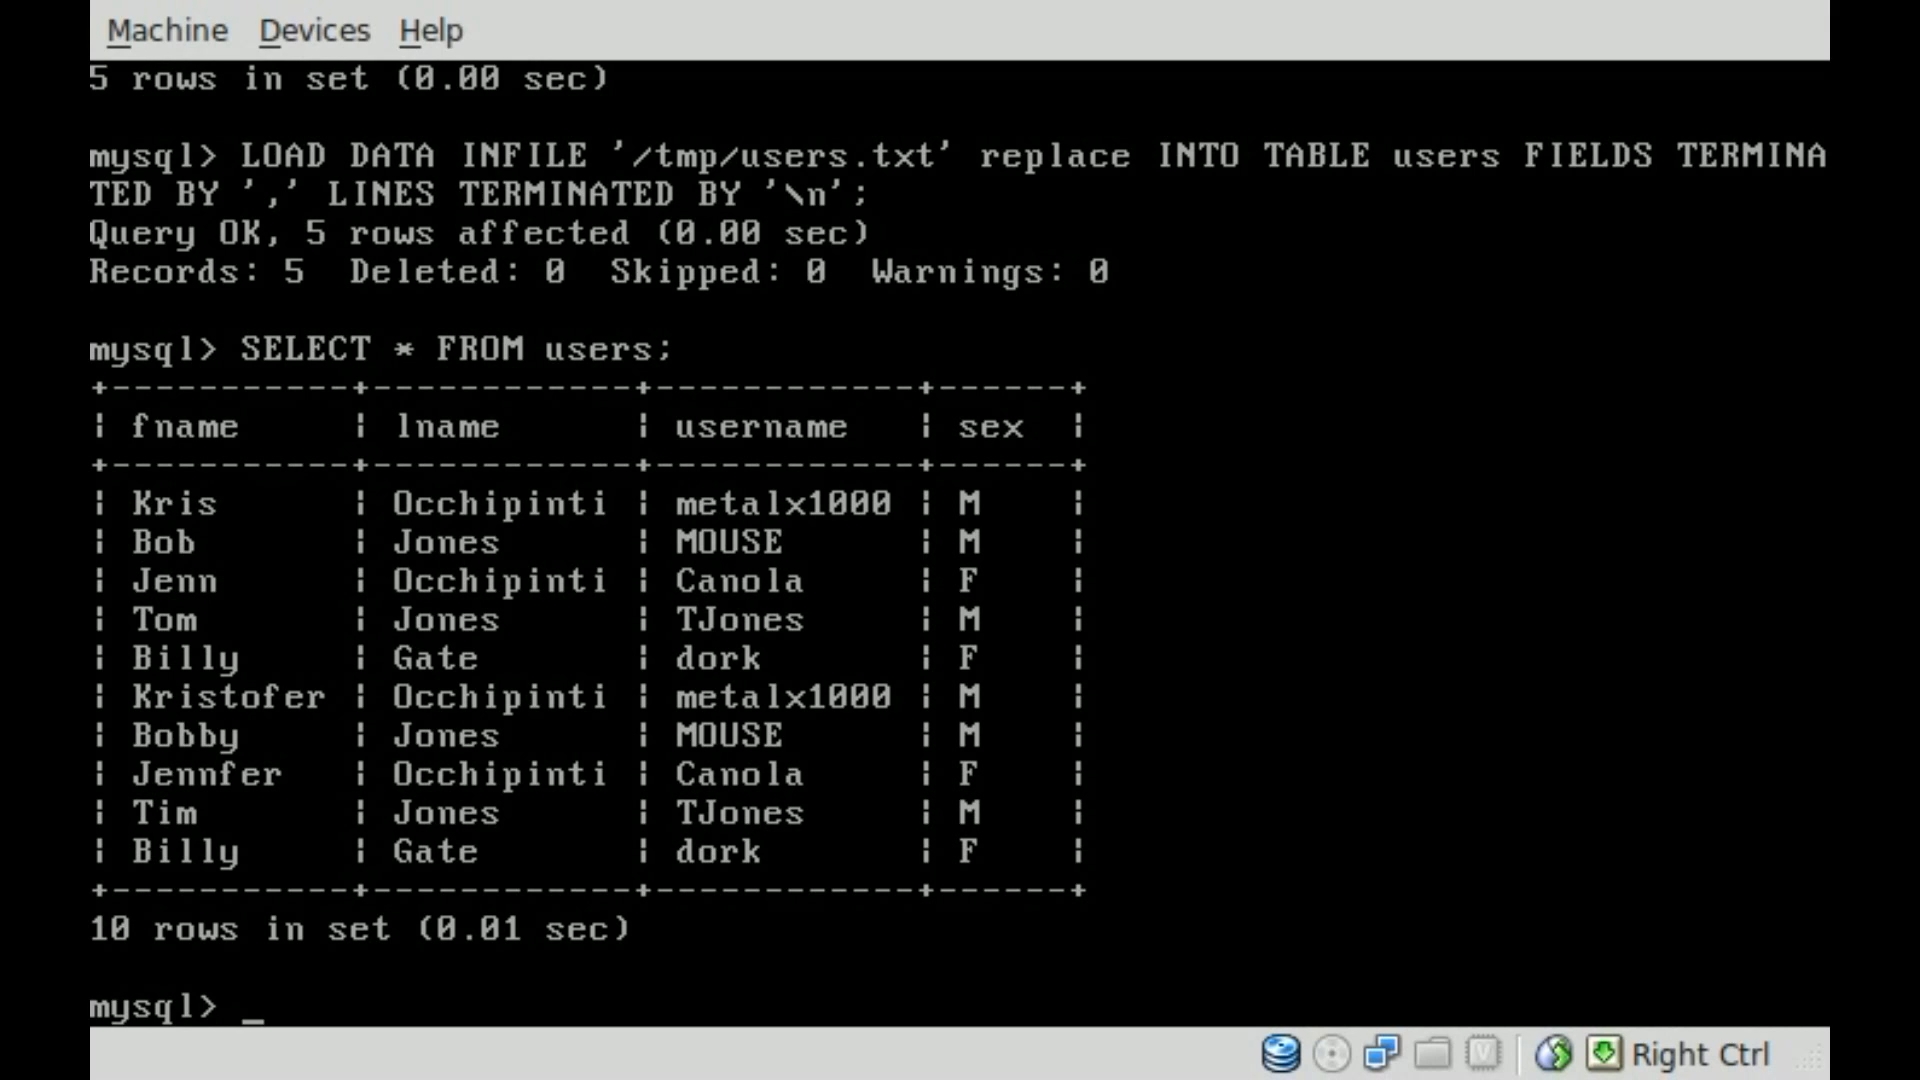 Machine Devices Help
5 rows in set (0.00 sec)
mysql> LOAD DATA INFILE '/tmp/users.txt' replace INTO TABLE users FIELDS TERMINA
TED BY ',' LINES TERMINATED BY '\n';
Query OK, 5 rows affected (0.00 sec)
Records: 5  Deleted: 0  Skipped: 0  Warnings: 0
mysql> SELECT * FROM users;
+-----------+------------+------------+------+
| fname     | lname      | username   | sex  |
+-----------+------------+------------+------+
| Kris      | Occhipinti | metalx1000 | M    |
| Bob       | Jones      | MOUSE      | M    |
| Jenn      | Occhipinti | Canola     | F    |
| Tom       | Jones      | TJones     | M    |
| Billy     | Gate       | dork       | F    |
| Kristofer | Occhipinti | metalx1000 | M    |
| Bobby     | Jones      | MOUSE      | M    |
| Jennfer   | Occhipinti | Canola     | F    |
| Tim       | Jones      | TJones     | M    |
| Billy     | Gate       | dork       | F    |
+-----------+------------+------------+------+
10 rows in set (0.01 sec)
mysql> _
Right Ctrl